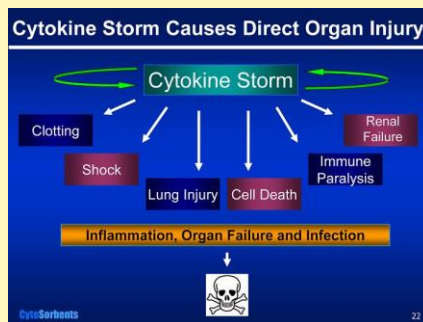 Cytokine Storm Causes Direct Organ Injury
Cytokine Storm
Clotting
Shock
Lung Injury
Cell Death
Immune
Paralysis
Renal
Failure
Inflammation, Organ Failure and Infection
CytoSorbents
22